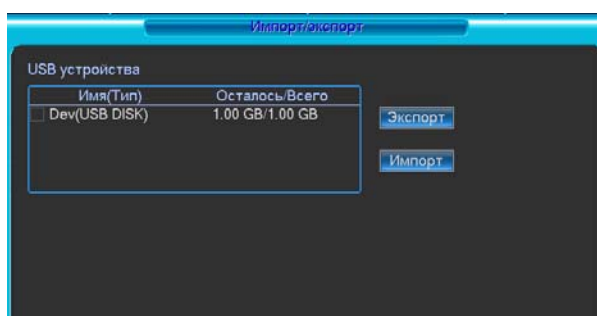 Импорт/экспорт
USB устройства
Имя(Тип) Осталось/Всего
Dev(USB DISK) 1.00 GB/1.00 GB
Экспорт
Импорт